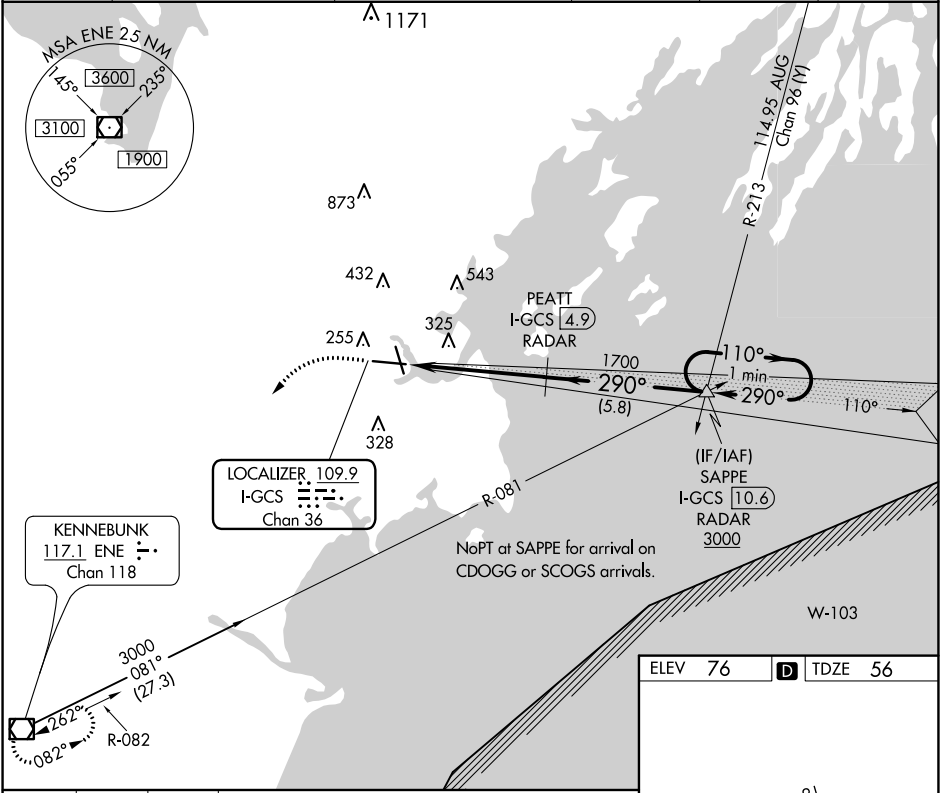 1171
MSA ENE 25 NM
145°
3600
235°
3100
055°
1900
114.95 AUG
Chan 96 (Y)
R-213
873
432
543
325
255
328
PEATT
I-GCS 4.9
RADAR
1700
290°
(5.8)
110°
1 min
290°
110°
(IF/IAF)
SAPPE
I-GCS 10.6
RADAR
3000
LOCALIZER 109.9
I-GCS
Chan 36
R-081
KENNEBUNK
117.1 ENE
Chan 118
NoPT at SAPPE for arrival on
CDOGG or SCOGS arrivals.
W-103
3000
081°
(27.3)
262°
082°
R-082
ELEV 76 D TDZE 56